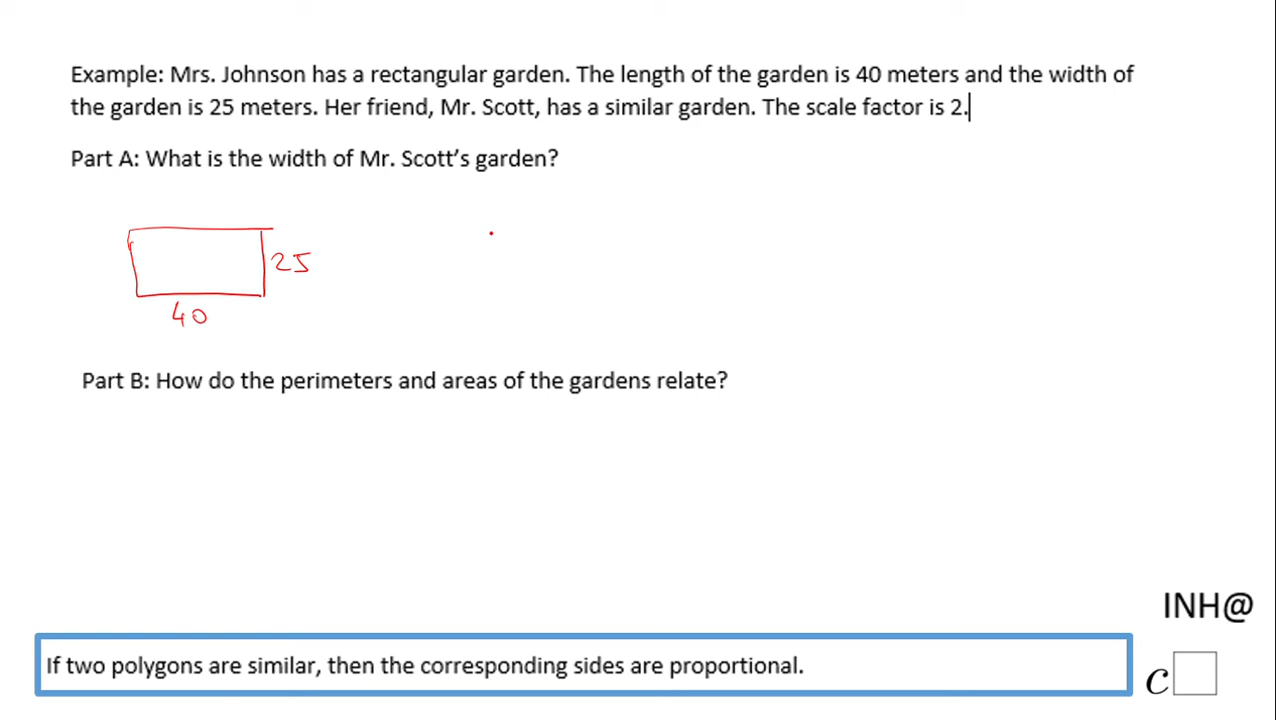 Example: Mrs. Johnson has a rectangular garden. The length of the garden is 40 meters and the width of
the garden is 25 meters. Her friend, Mr. Scott, has a similar garden. The scale factor is 2.
Part A: What is the width of Mr. Scott’s garden?
25
40
Part B: How do the perimeters and areas of the gardens relate?
INH@
If two polygons are similar, then the corresponding sides are proportional.
c